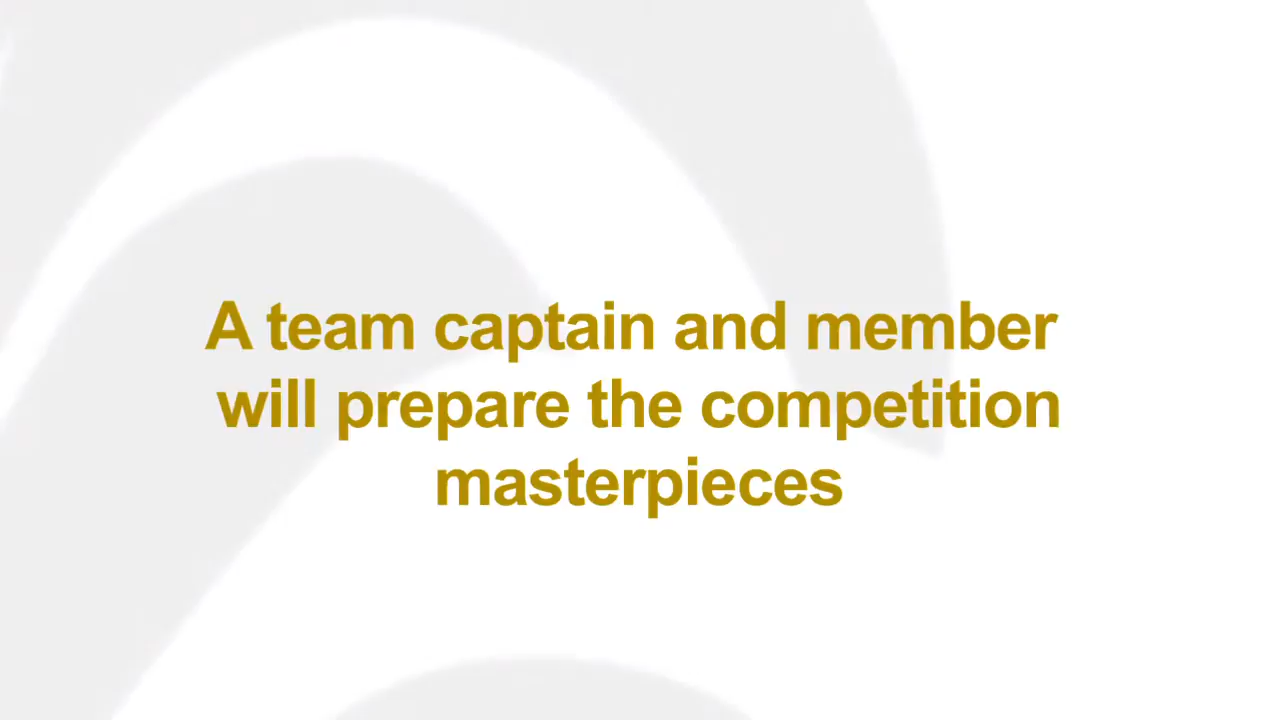 A team captain and member
will prepare the competition
masterpieces